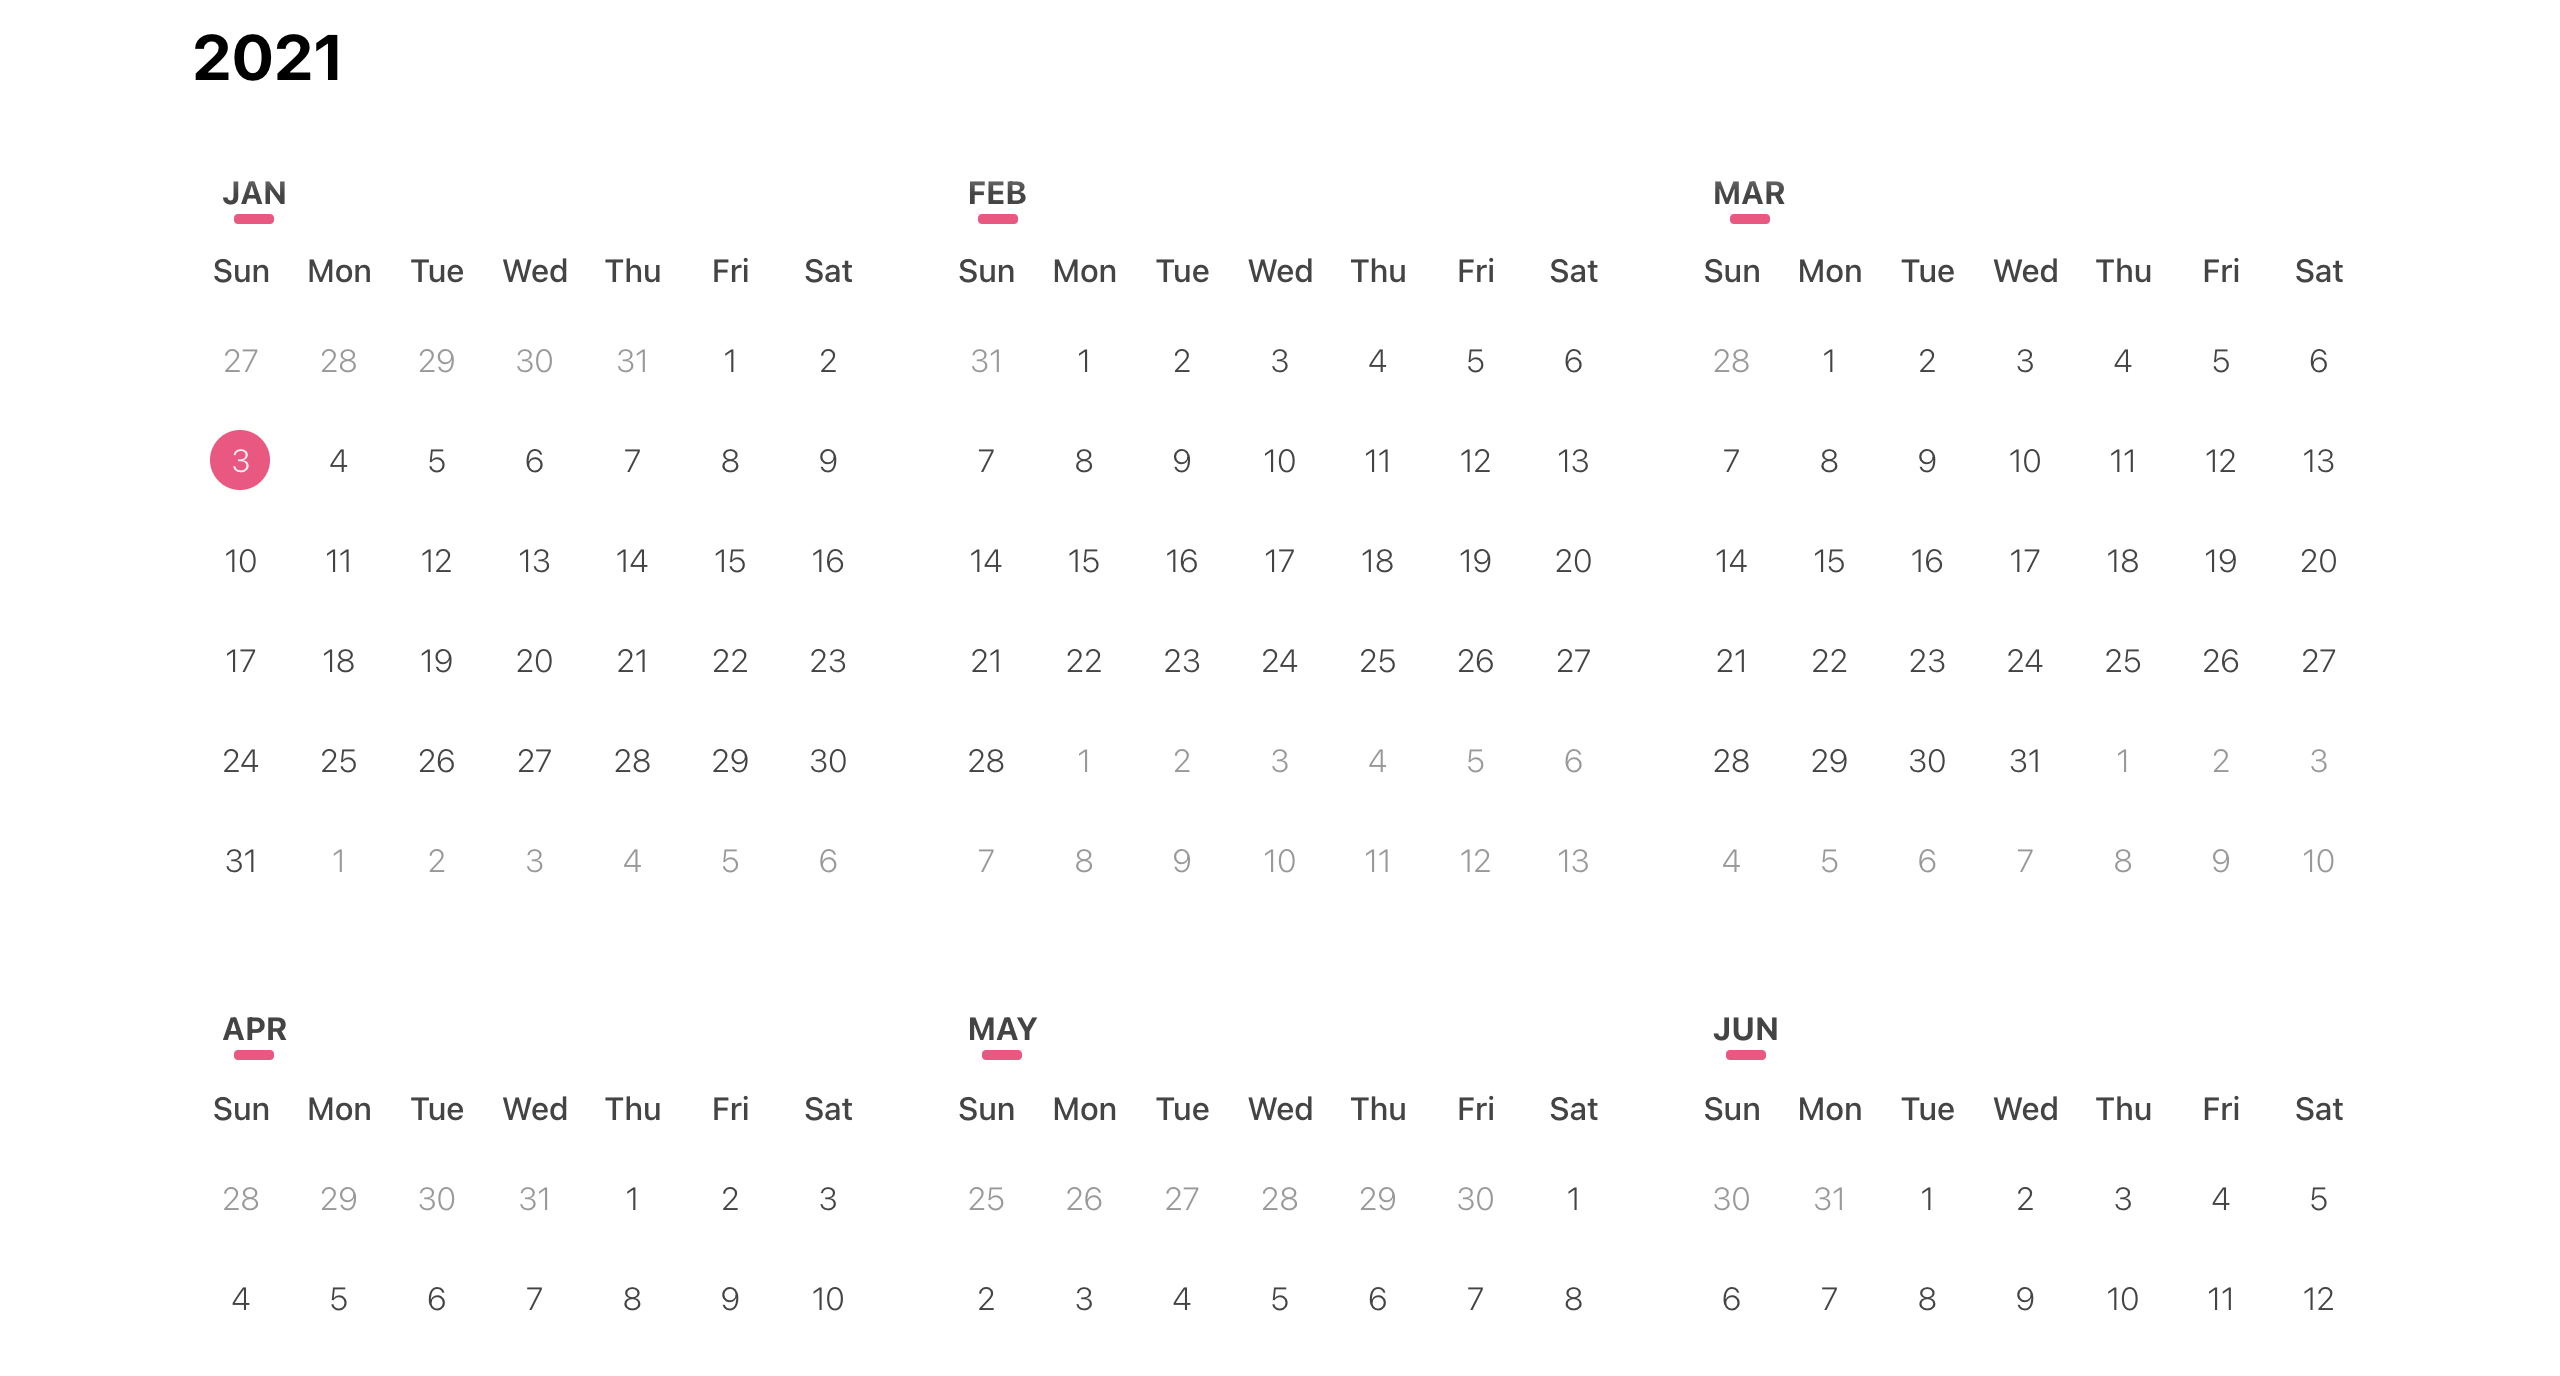 2021
JAN FEB MAR
Sun Mon Tue Wed Thu Fri Sat Sun Mon Tue Wed Thu Fri Sat Sun Mon Tue Wed Thu Fri Sat
27 28 29 30 31 1 2 31 1 2 3 4 5 6 28 1 2 3 4 5 6
3 4 5 6 7 8 9 7 8 9 10 11 12 13 7 8 9 10 11 12 13
10 11 12 13 14 15 16 14 15 16 17 18 19 20 14 15 16 17 18 19 20
17 18 19 20 21 22 23 21 22 23 24 25 26 27 21 22 23 24 25 26 27
24 25 26 27 28 29 30 28 1 2 3 4 5 6 28 29 30 31 1 2 3
31 1 2 3 4 5 6 7 8 9 10 11 12 13 4 5 6 7 8 9 10
APR MAY JUN
Sun Mon Tue Wed Thu Fri Sat Sun Mon Tue Wed Thu Fri Sat Sun Mon Tue Wed Thu Fri Sat
28 29 30 31 1 2 3 25 26 27 28 29 30 1 30 31 1 2 3 4 5
4 5 6 7 8 9 10 2 3 4 5 6 7 8 6 7 8 9 10 11 12